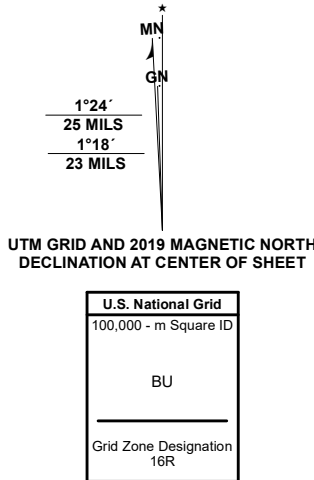 ★
MN
GN
1°24´
25 MILS
1°18´
23 MILS
UTM GRID AND 2019 MAGNETIC NORTH
DECLINATION AT CENTER OF SHEET
U.S. National Grid
100,000 - m Square ID
BU
Grid Zone Designation
16R